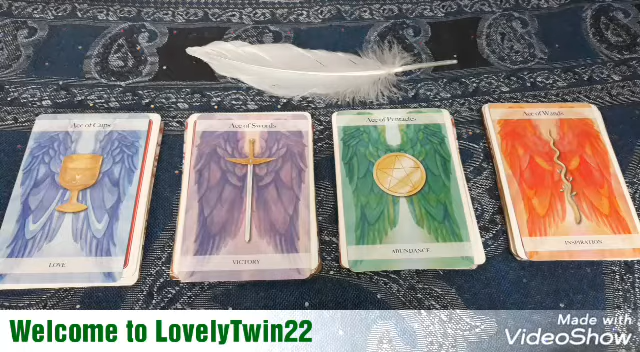 Ace of Cups
LOVE
Ace of Swords
VICTORY
Ace of Pentacles
ABUNDANCE
Ace of Wands
INSPIRATION
Welcome to LovelyTwin22
Made with
VideoShow